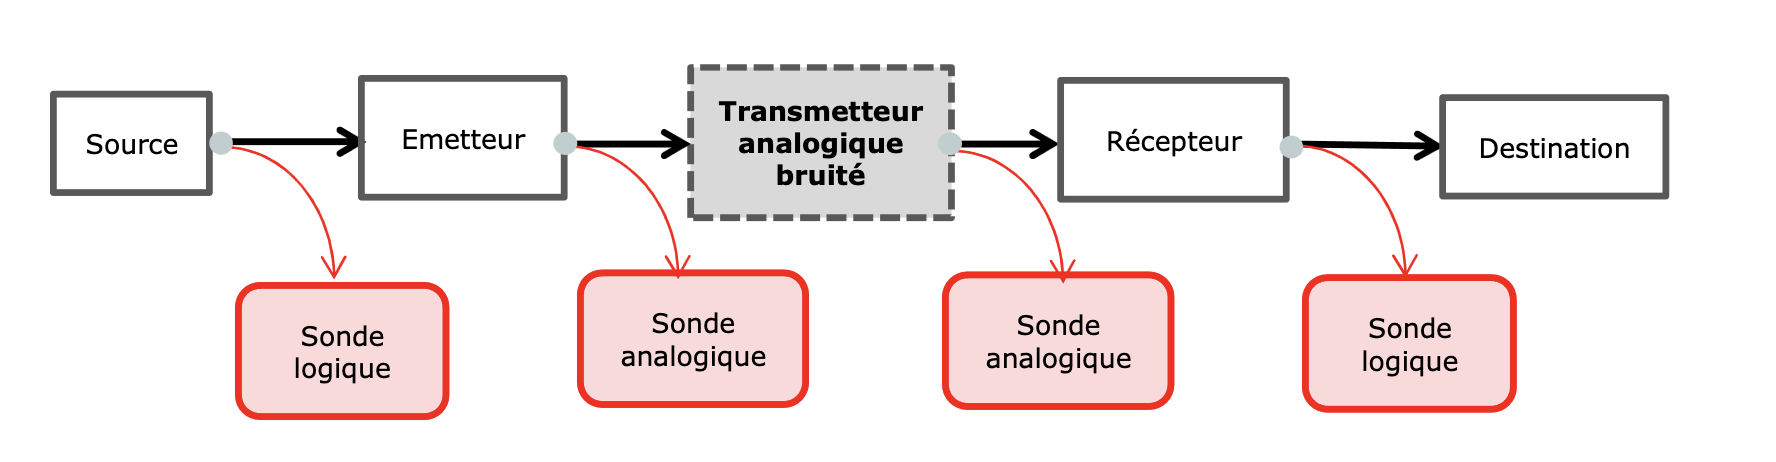 Source
Emetteur
Transmetteur
analogique
bruité
Récepteur
Destination
Sonde
logique
Sonde
analogique
Sonde
analogique
Sonde
logique